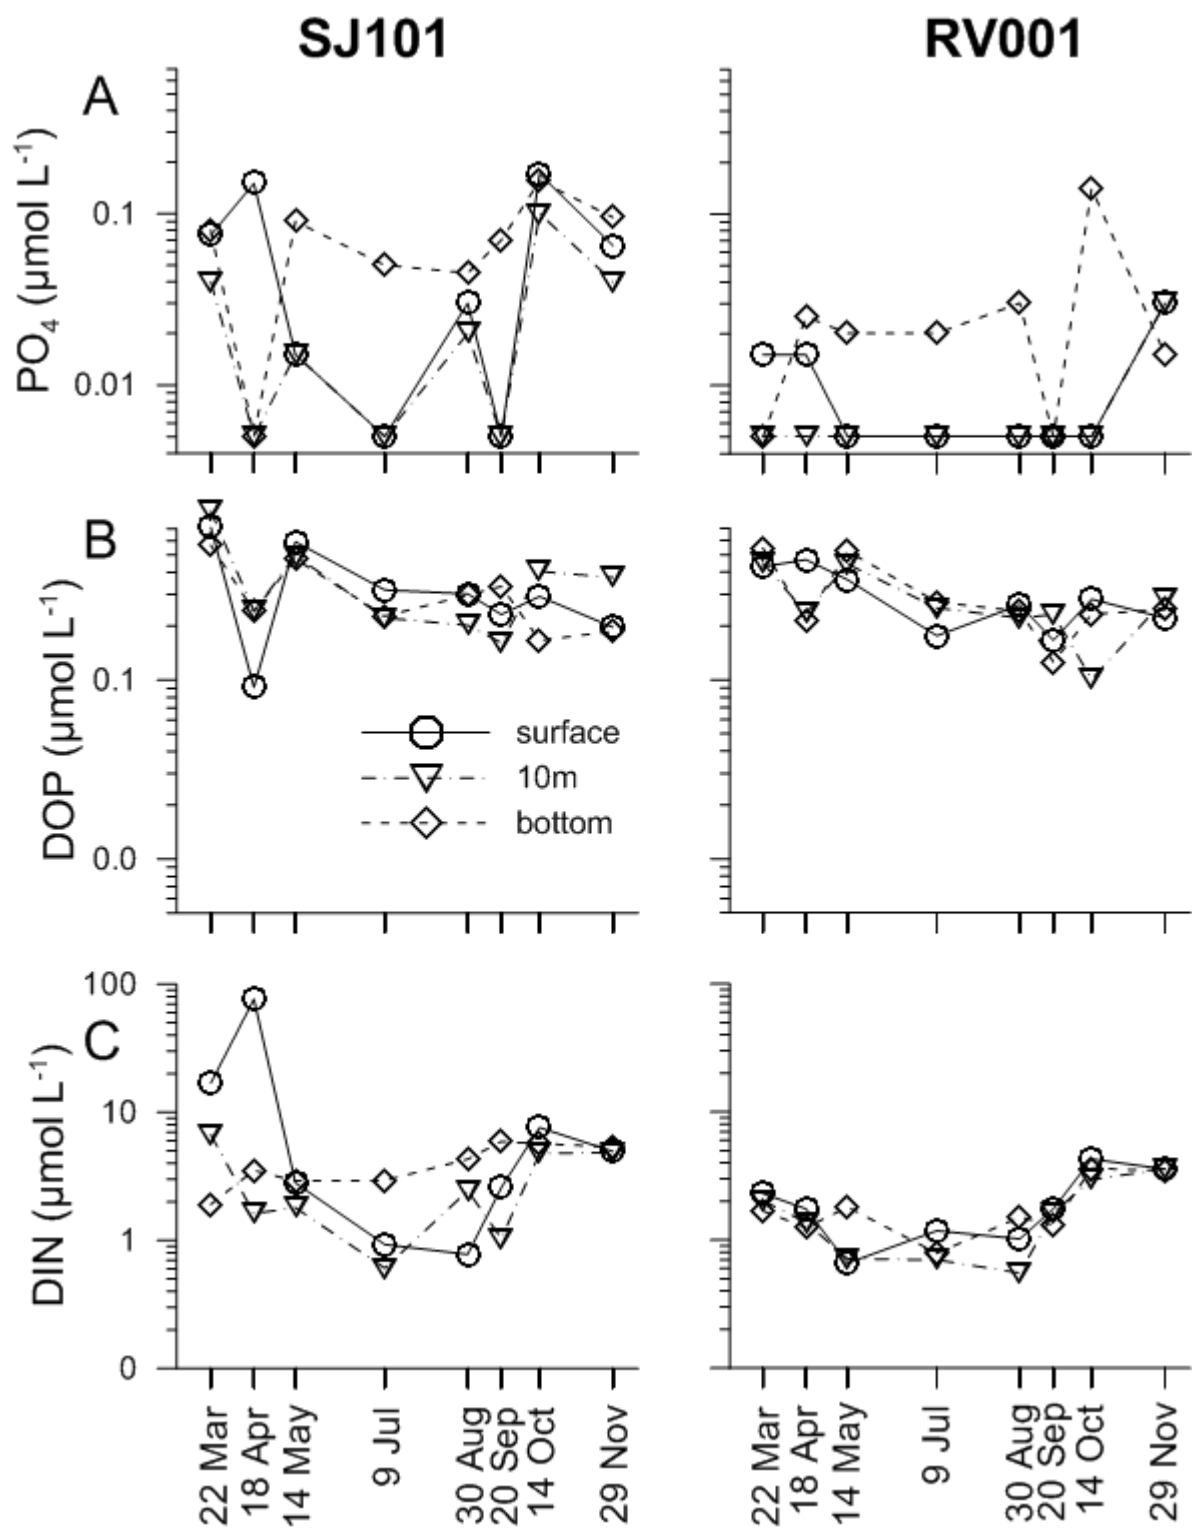 SJ101 RV001
A
PO₄ (µmol L⁻¹)
0.1
0.01
B
DOP (µmol L⁻¹)
0.1
0.0
surface
10m
bottom
C
DIN (µmol L⁻¹)
100
10
1
0
22 Mar
18 Apr
14 May
9 Jul
30 Aug
20 Sep
14 Oct
29 Nov
22 Mar
18 Apr
14 May
9 Jul
30 Aug
20 Sep
14 Oct
29 Nov